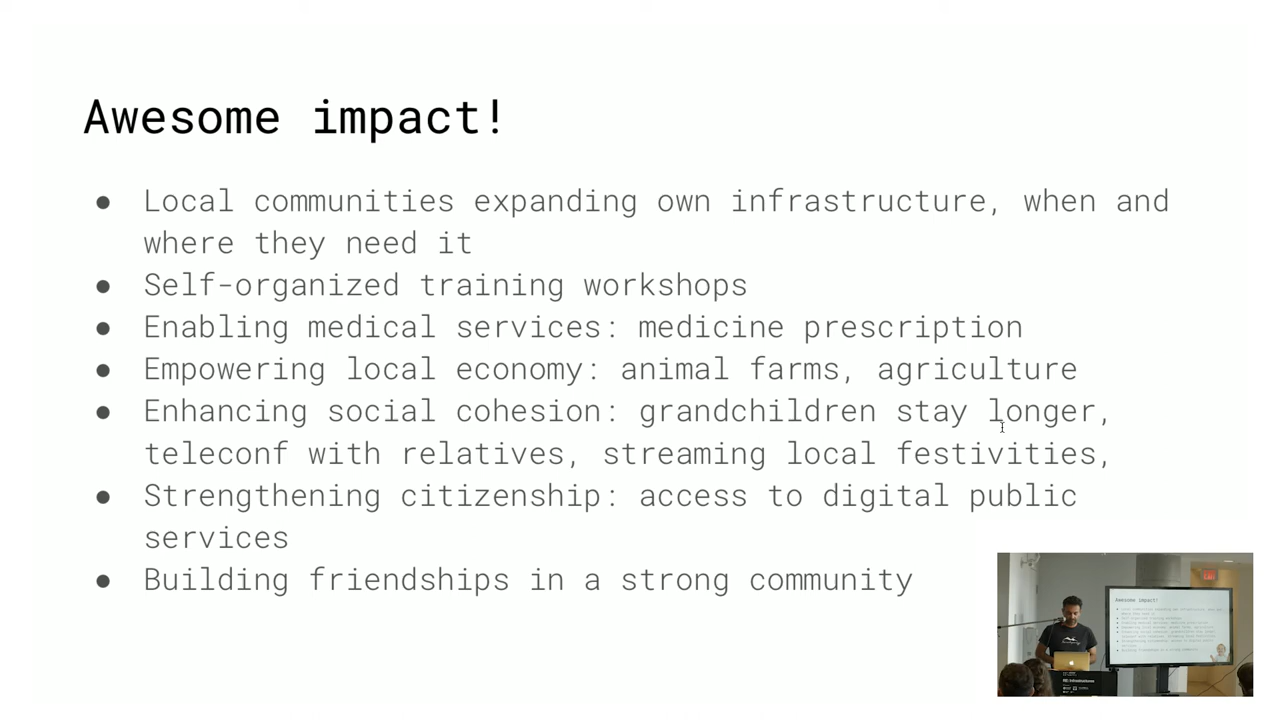 Awesome impact!
● Local communities expanding own infrastructure, when and
where they need it
● Self-organized training workshops
● Enabling medical services: medicine prescription
● Empowering local economy: animal farms, agriculture
● Enhancing social cohesion: grandchildren stay longer,
teleconf with relatives, streaming local festivities,
● Strengthening citizenship: access to digital public
services
● Building friendships in a strong community
Awesome impact!